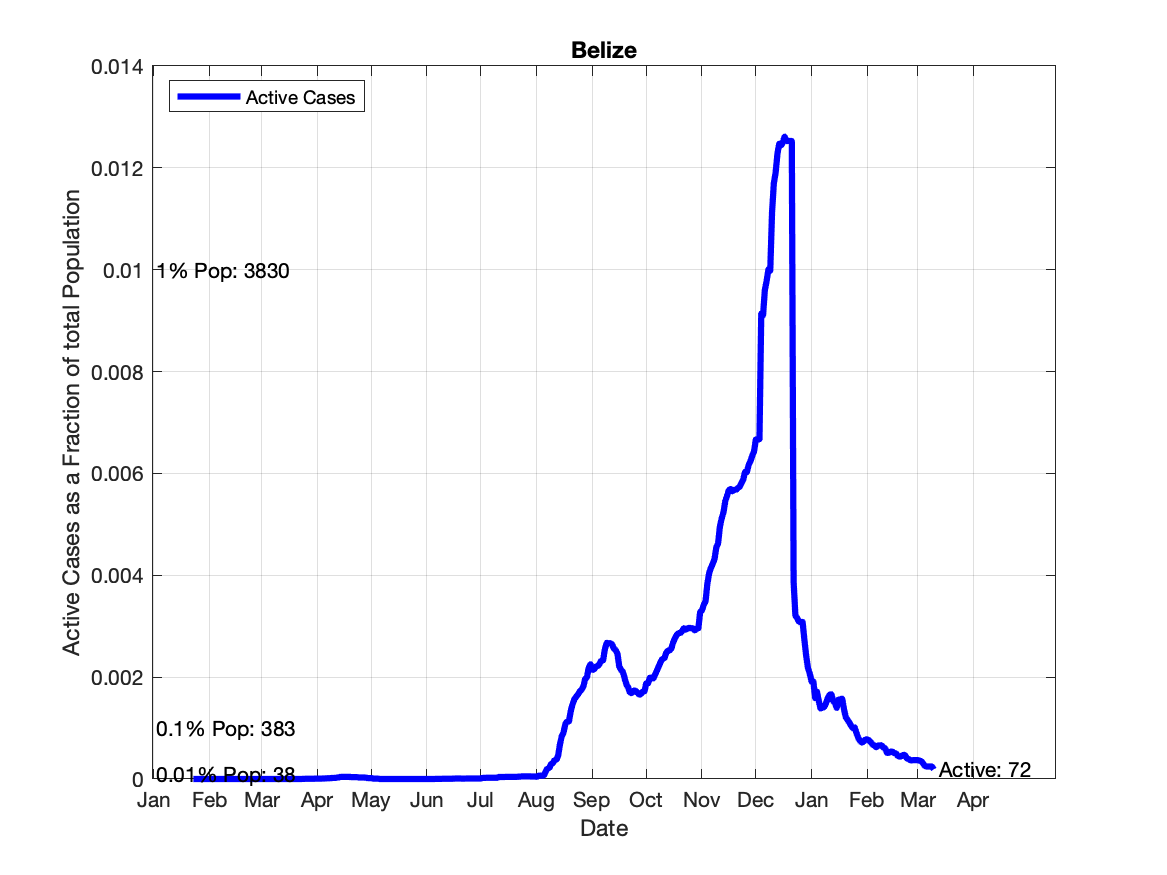 Belize
Active Cases
Active Cases as a Fraction of total Population
0.014
0.012
0.01
0.008
0.006
0.004
0.002
0
1% Pop: 3830
0.1% Pop: 383
0.01% Pop: 38
Active: 72
Jan Feb Mar Apr May Jun Jul Aug Sep Oct Nov Dec Jan Feb Mar Apr
Date